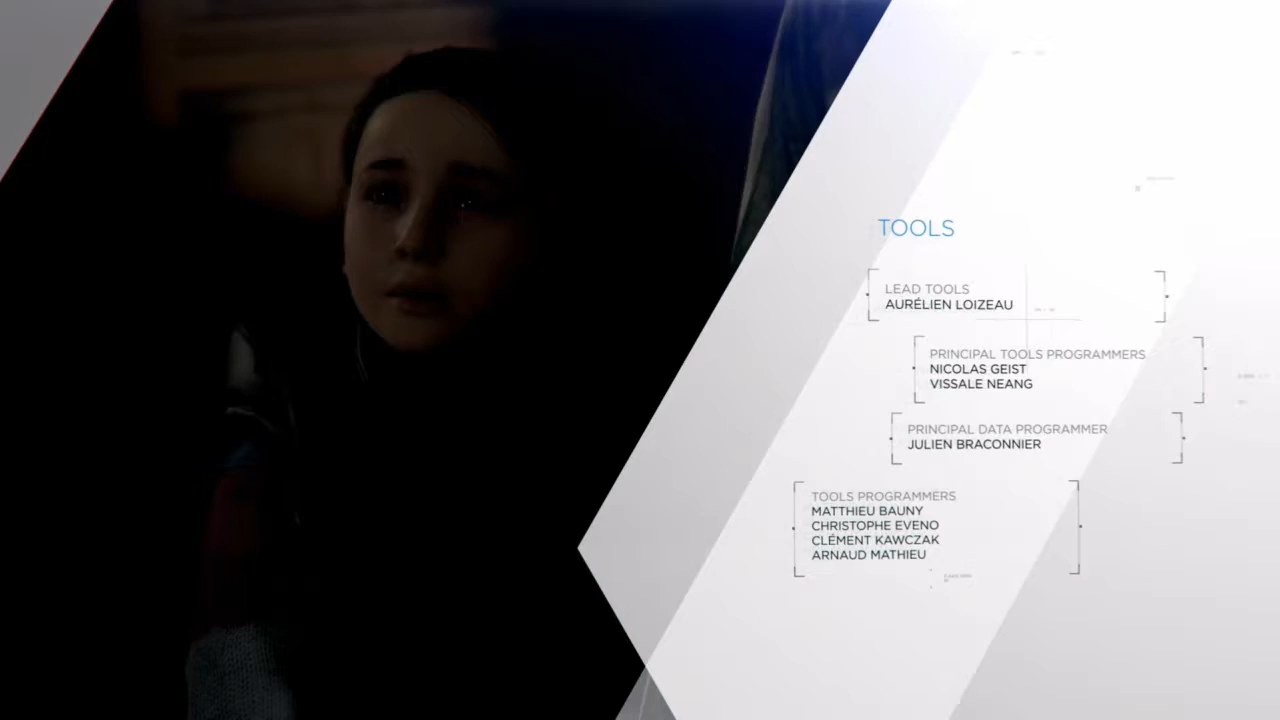 TOOLS
LEAD TOOLS
AURÉLIEN LOIZEAU
PRINCIPAL TOOLS PROGRAMMERS
NICOLAS GEIST
VISSALE NEANG
PRINCIPAL DATA PROGRAMMER
JULIEN BRACONNIER
TOOLS PROGRAMMERS
MATTHIEU BAUNY
CHRISTOPHE EVENO
CLÉMENT KAWCZAK
ARNAUD MATHIEU